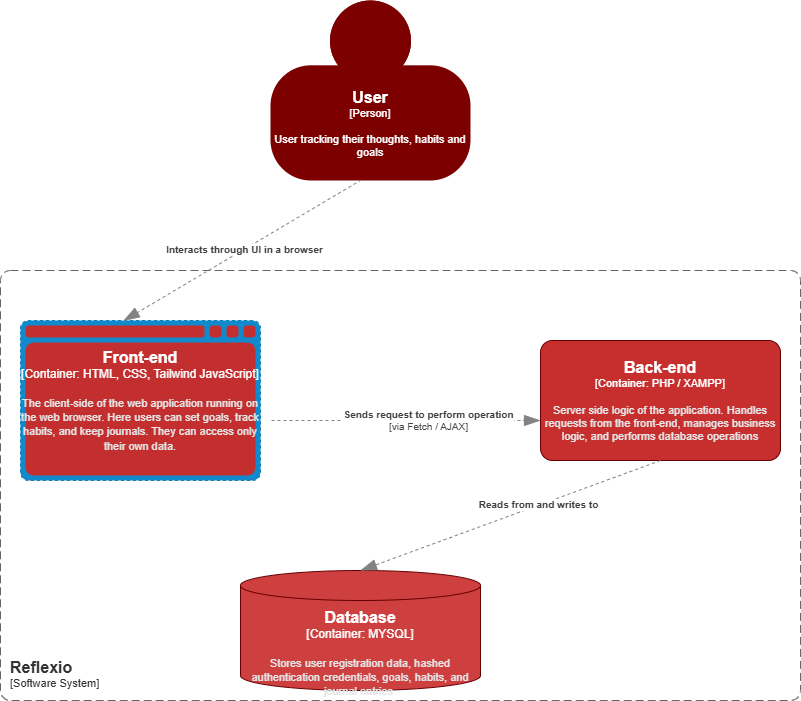 User
[Person]
User tracking their thoughts, habits and
goals
Interacts through UI in a browser
Front-end
[Container: HTML, CSS, Tailwind JavaScript]
The client-side of the web application running on
the web browser. Here users can set goals, track
habits, and keep journals. They can access only
their own data.
Sends request to perform operation
[via Fetch / AJAX]
Back-end
[Container: PHP / XAMPP]
Server side logic of the application. Handles
requests from the front-end, manages business
logic, and performs database operations
Reads from and writes to
Database
[Container: MYSQL]
Stores user registration data, hashed
authentication credentials, goals, habits, and
journal entries
Reflexio
[Software System]